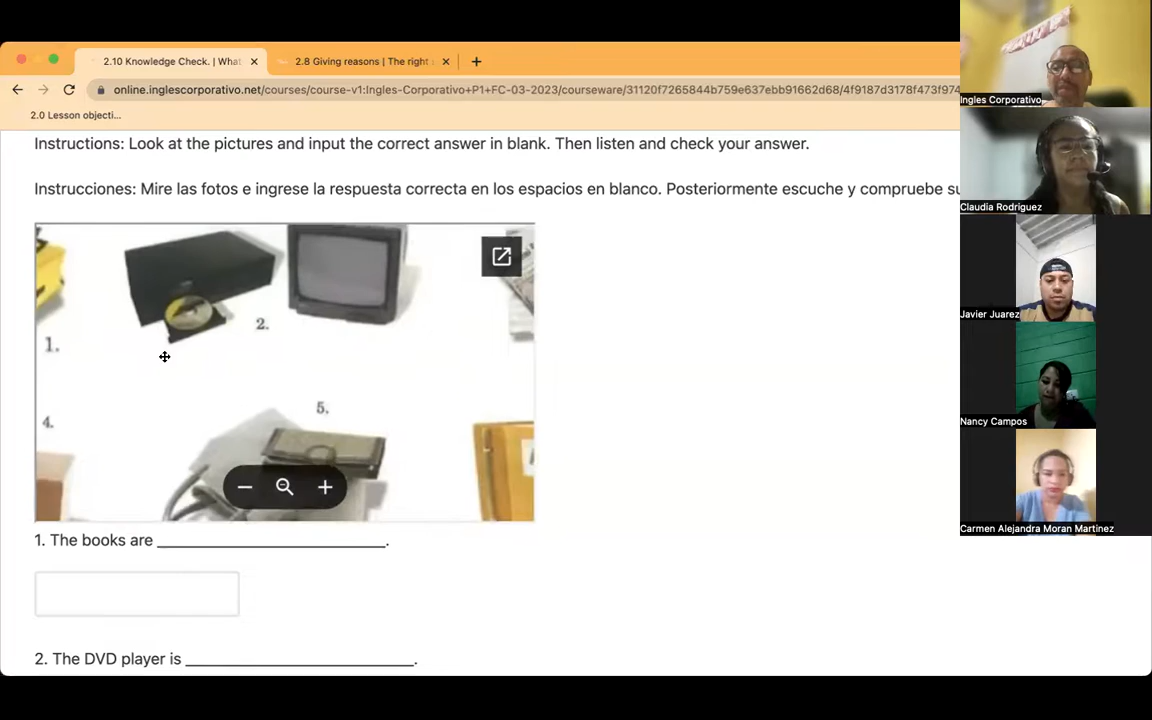 2.10 Knowledge Check. | What
2.8 Giving reasons | The right
online.inglescorporativo.net/courses/course-v1:Ingles-Corporativo+P1+FC-03-2023/courseware/31120f7265844b759e637ebb91662d68/4f9187d3178f473f974
2.0 Lesson objecti...
Instructions: Look at the pictures and input the correct answer in blank. Then listen and check your answer.
Instrucciones: Mire las fotos e ingrese la respuesta correcta en los espacios en blanco. Posteriormente escuche y compruebe su
1.
2.
4.
5.
1. The books are ______________________.
2. The DVD player is ______________________.
Ingles Corporativo
Claudia Rodriguez
Javier Juarez
Nancy Campos
Carmen Alejandra Moran Martinez